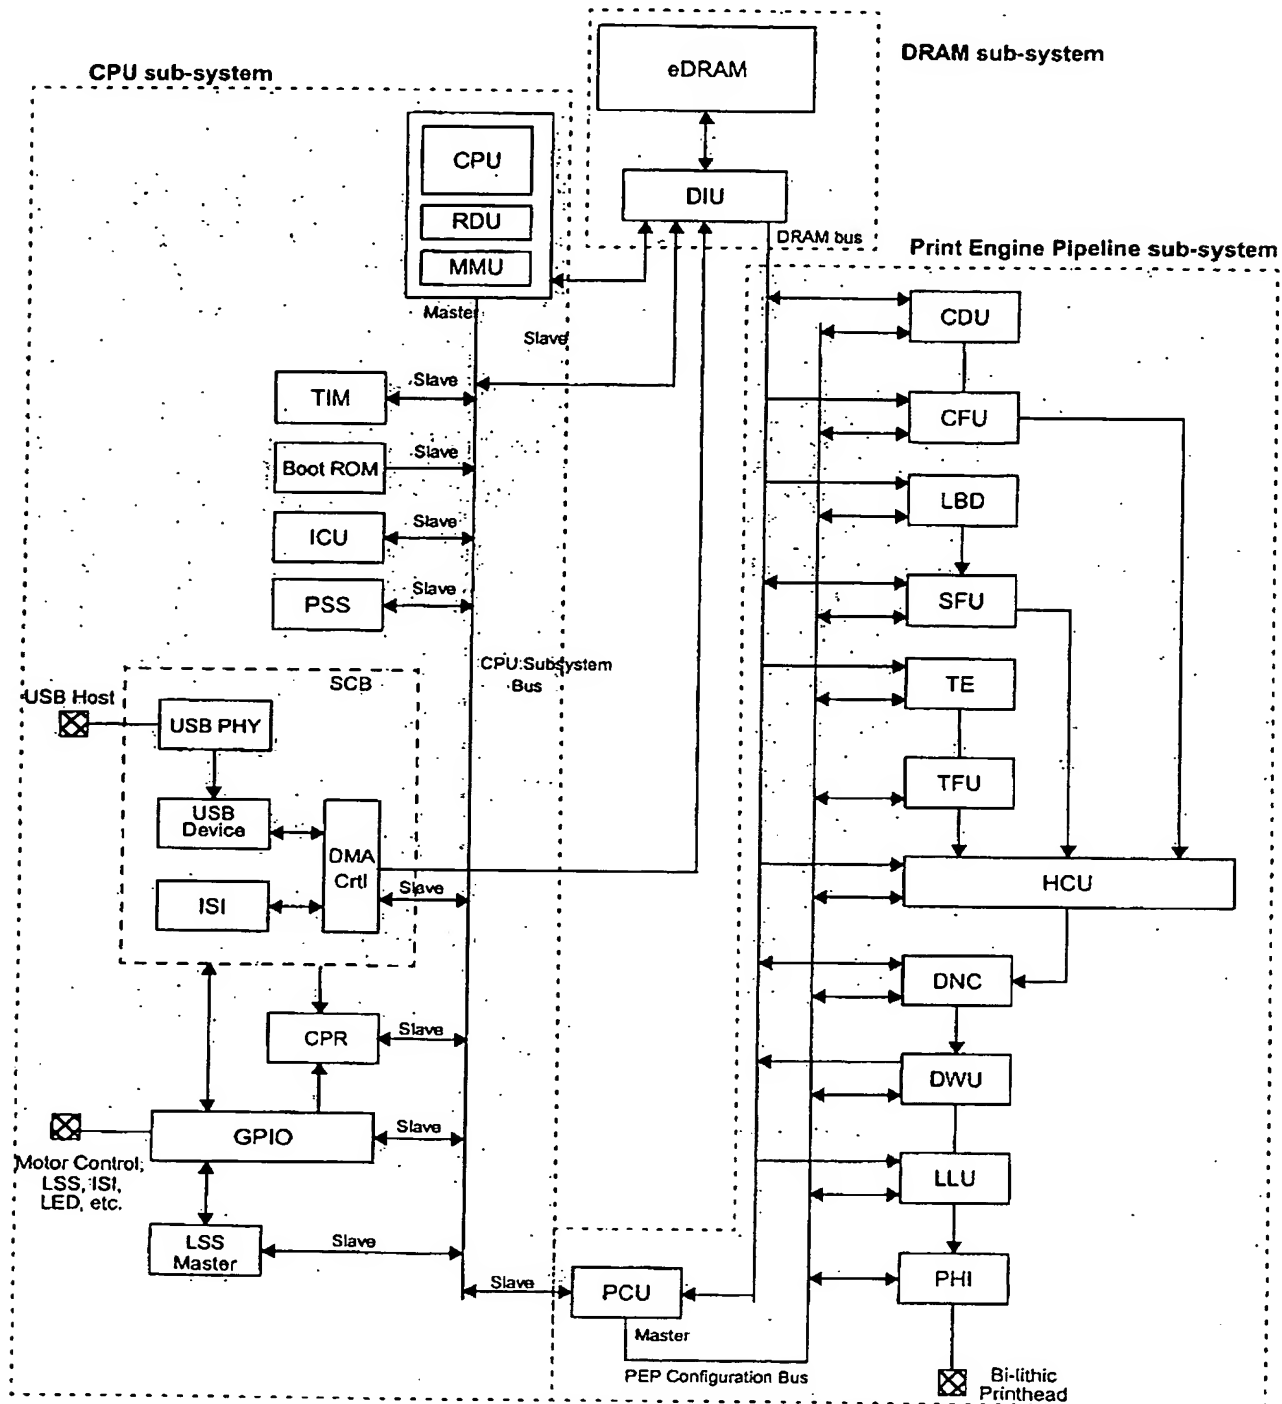 CPU sub-system
DRAM sub-system
eDRAM
CPU
RDU
MMU
DIU
DRAM bus
Print Engine Pipeline sub-system
Master
Slave
CDU
TIM
Slave
CFU
Boot ROM
Slave
LBD
ICU
Slave
PSS
Slave
SFU
CPU Subsystem
Bus
TE
SCB
USB Host
USB PHY
TFU
USB
Device
DMA
Crtl
HCU
ISI
Slave
DNC
CPR
Slave
DWU
GPIO
Slave
Motor Control,
LSS, ISI,
LED, etc.
LLU
LSS
Master
Slave
PHI
Slave
PCU
Master
PEP Configuration Bus
Bi-lithic
Printhead